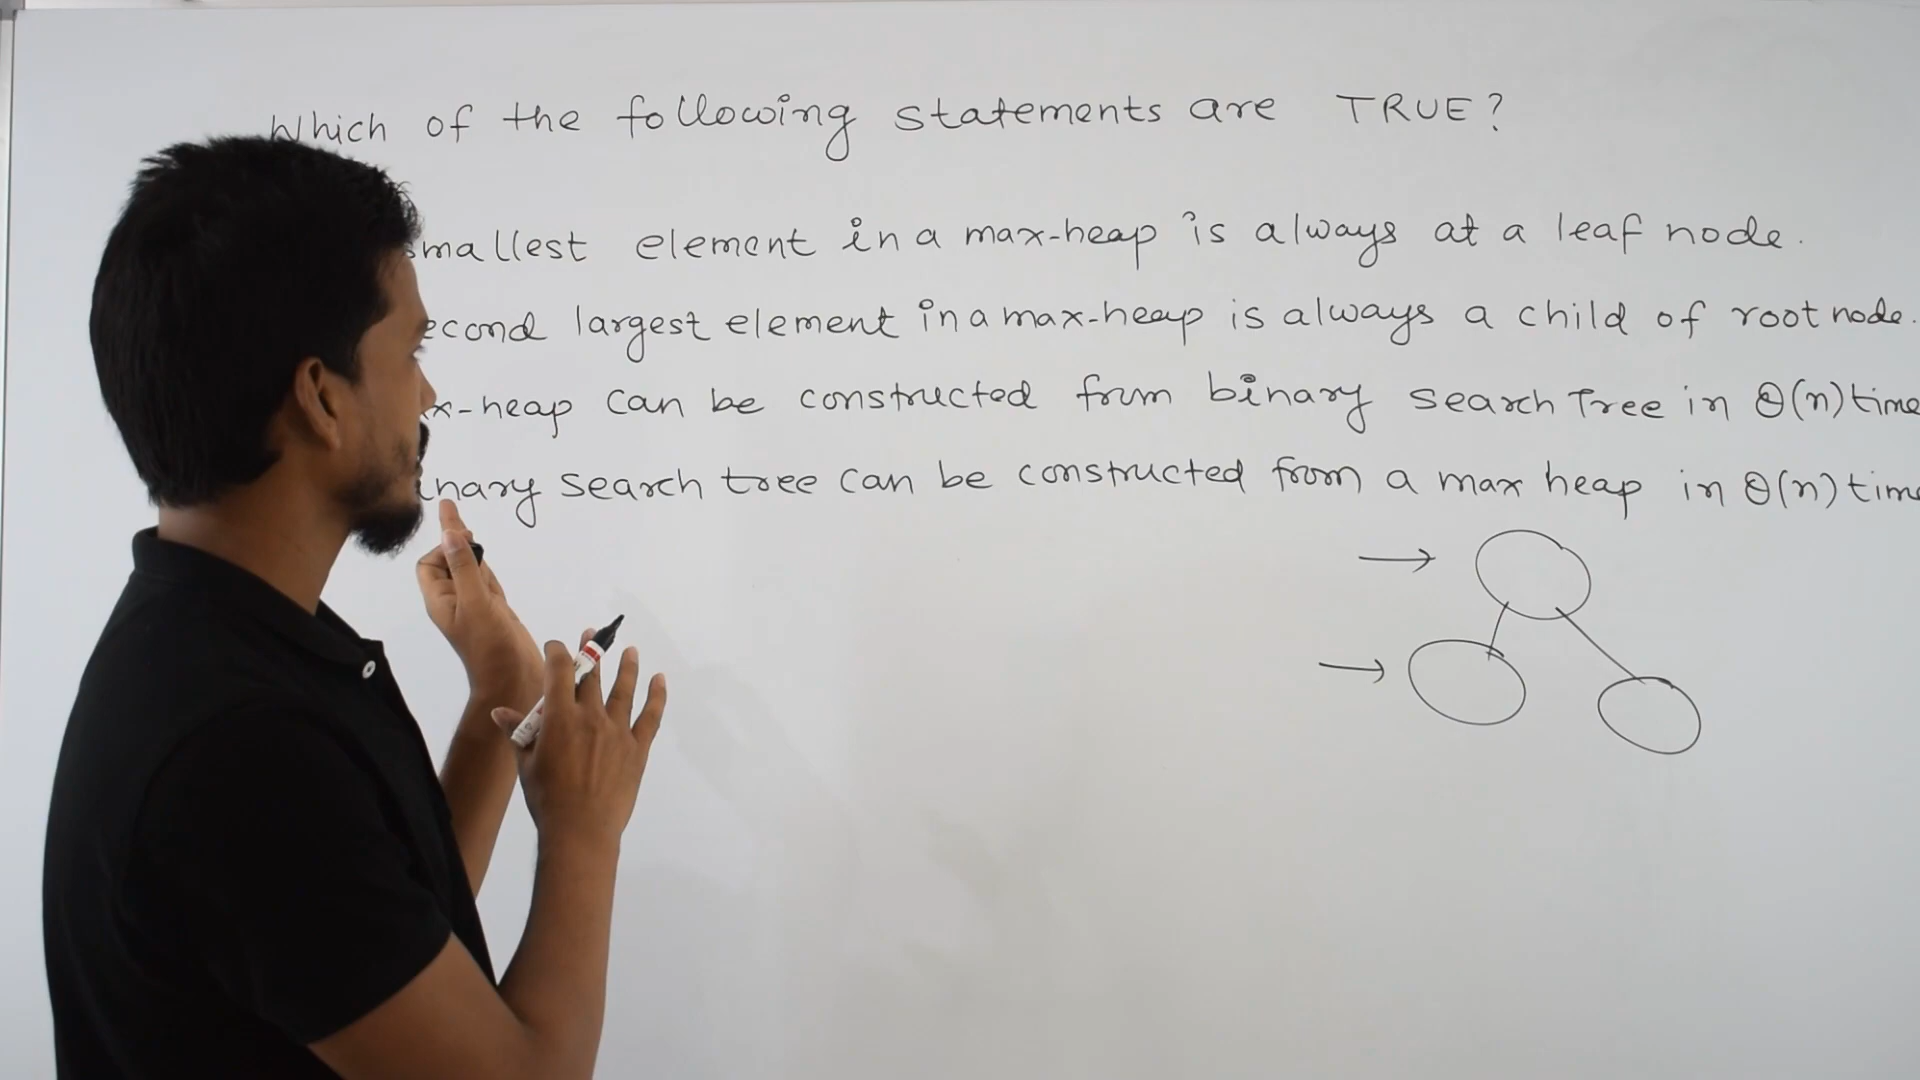 Which of the following statements are TRUE?
smallest element in a max-heap is always at a leaf node.
econd largest element in a max-heap is always a child of root node.
x-heap can be constructed from binary search Tree in Θ(n) time
inary search tree can be constructed from a max heap in Θ(n) time